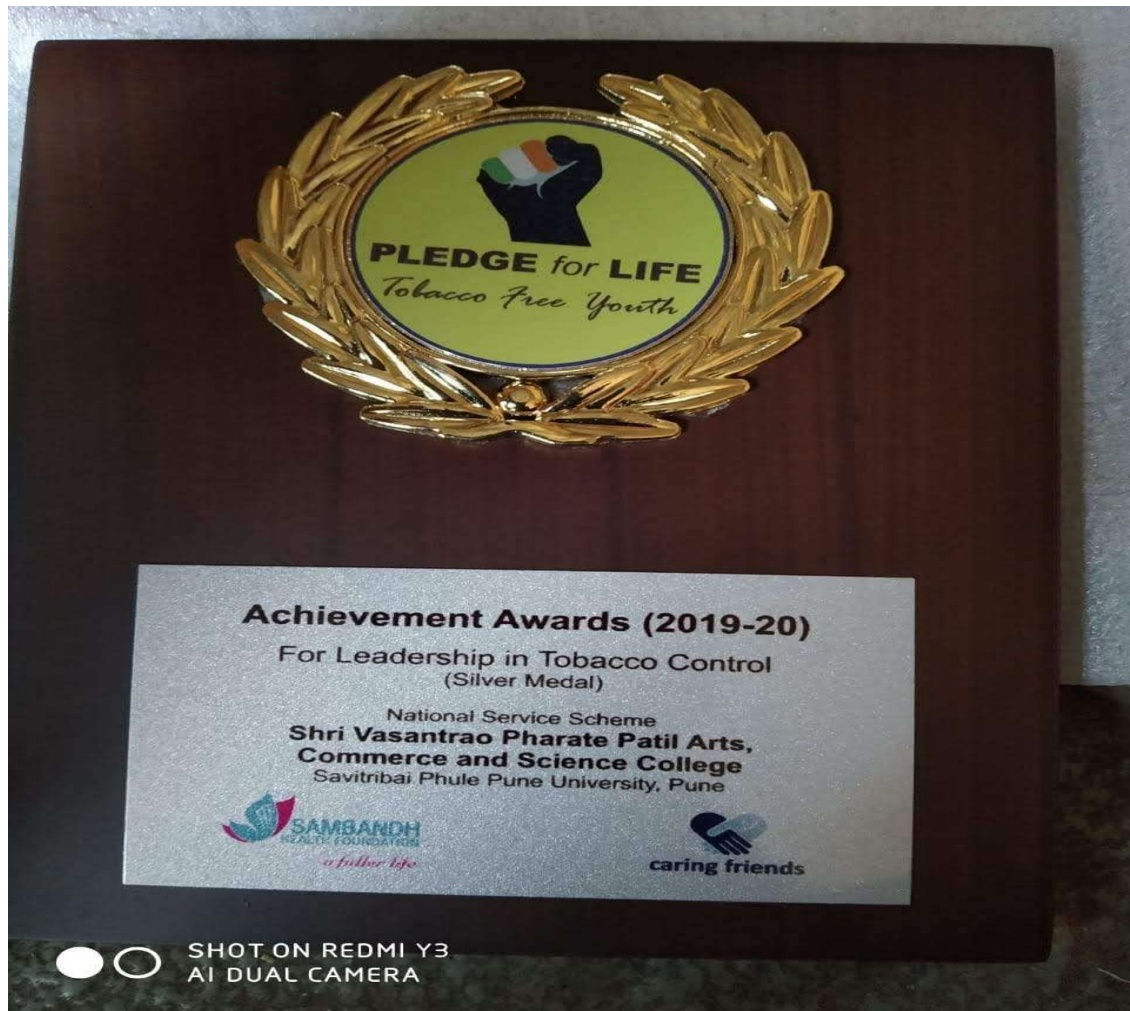 PLEDGE for LIFE
Tobacco Free Youth
Achievement Awards (2019-20)
For Leadership in Tobacco Control
(Silver Medal)
National Service Scheme
Shri Vasantrao Pharate Patil Arts,
Commerce and Science College
Savitribai Phule Pune University, Pune
SAMBANDH
HEALTH FOUNDATION
a fuller life
caring friends
SHOT ON REDMI Y3
AI DUAL CAMERA